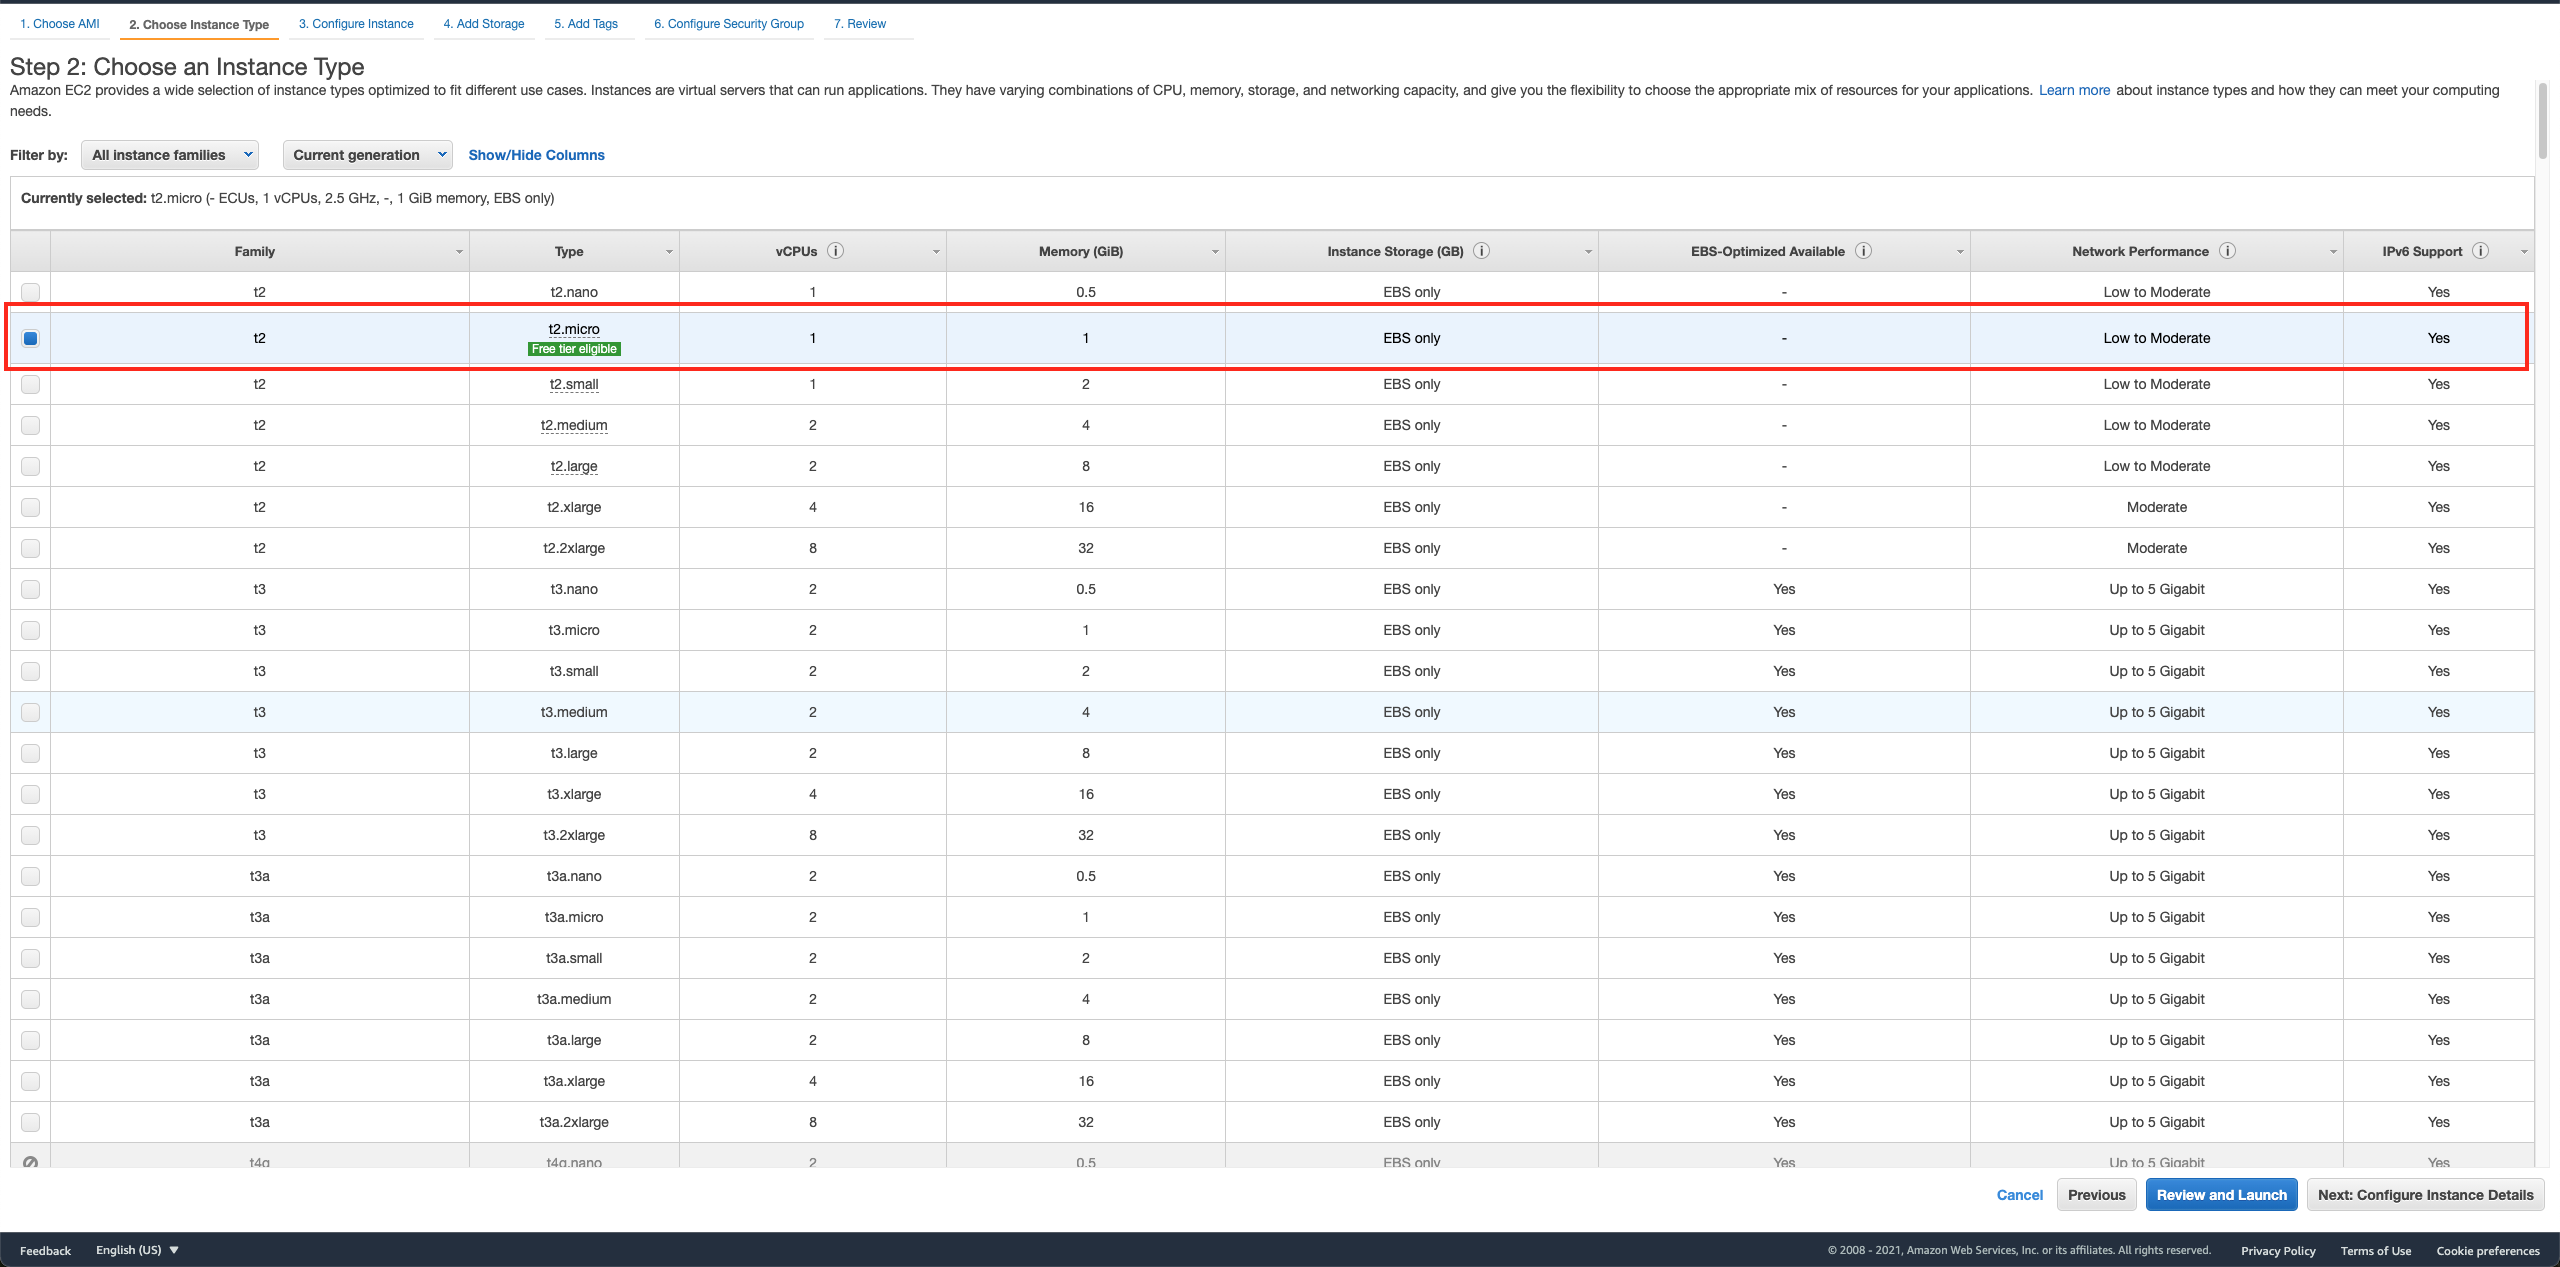 1. Choose AMI 2. Choose Instance Type 3. Configure Instance 4. Add Storage 5. Add Tags 6. Configure Security Group 7. Review
Step 2: Choose an Instance Type
Amazon EC2 provides a wide selection of instance types optimized to fit different use cases. Instances are virtual servers that can run applications. They have varying combinations of CPU, memory, storage, and networking capacity, and give you the flexibility to choose the appropriate mix of resources for your applications. Learn more about instance types and how they can meet your computing
needs.
Filter by: All instance families Current generation Show/Hide Columns
Currently selected: t2.micro (- ECUs, 1 vCPUs, 2.5 GHz, -, 1 GiB memory, EBS only)
Family Type vCPUs i Memory (GiB) Instance Storage (GB) i EBS-Optimized Available i Network Performance i IPv6 Support i
t2 t2.nano 1 0.5 EBS only - Low to Moderate Yes
t2 t2.micro 1 1 EBS only - Low to Moderate Yes
Free tier eligible
t2 t2.small 1 2 EBS only - Low to Moderate Yes
t2 t2.medium 2 4 EBS only - Low to Moderate Yes
t2 t2.large 2 8 EBS only - Low to Moderate Yes
t2 t2.xlarge 4 16 EBS only - Moderate Yes
t2 t2.2xlarge 8 32 EBS only - Moderate Yes
t3 t3.nano 2 0.5 EBS only Yes Up to 5 Gigabit Yes
t3 t3.micro 2 1 EBS only Yes Up to 5 Gigabit Yes
t3 t3.small 2 2 EBS only Yes Up to 5 Gigabit Yes
t3 t3.medium 2 4 EBS only Yes Up to 5 Gigabit Yes
t3 t3.large 2 8 EBS only Yes Up to 5 Gigabit Yes
t3 t3.xlarge 4 16 EBS only Yes Up to 5 Gigabit Yes
t3 t3.2xlarge 8 32 EBS only Yes Up to 5 Gigabit Yes
t3a t3a.nano 2 0.5 EBS only Yes Up to 5 Gigabit Yes
t3a t3a.micro 2 1 EBS only Yes Up to 5 Gigabit Yes
t3a t3a.small 2 2 EBS only Yes Up to 5 Gigabit Yes
t3a t3a.medium 2 4 EBS only Yes Up to 5 Gigabit Yes
t3a t3a.large 2 8 EBS only Yes Up to 5 Gigabit Yes
t3a t3a.xlarge 4 16 EBS only Yes Up to 5 Gigabit Yes
t3a t3a.2xlarge 8 32 EBS only Yes Up to 5 Gigabit Yes
t4g t4g.nano 2 0.5 EBS only Yes Up to 5 Gigabit Yes
Cancel Previous Review and Launch Next: Configure Instance Details
Feedback English (US) © 2008 - 2021, Amazon Web Services, Inc. or its affiliates. All rights reserved. Privacy Policy Terms of Use Cookie preferences